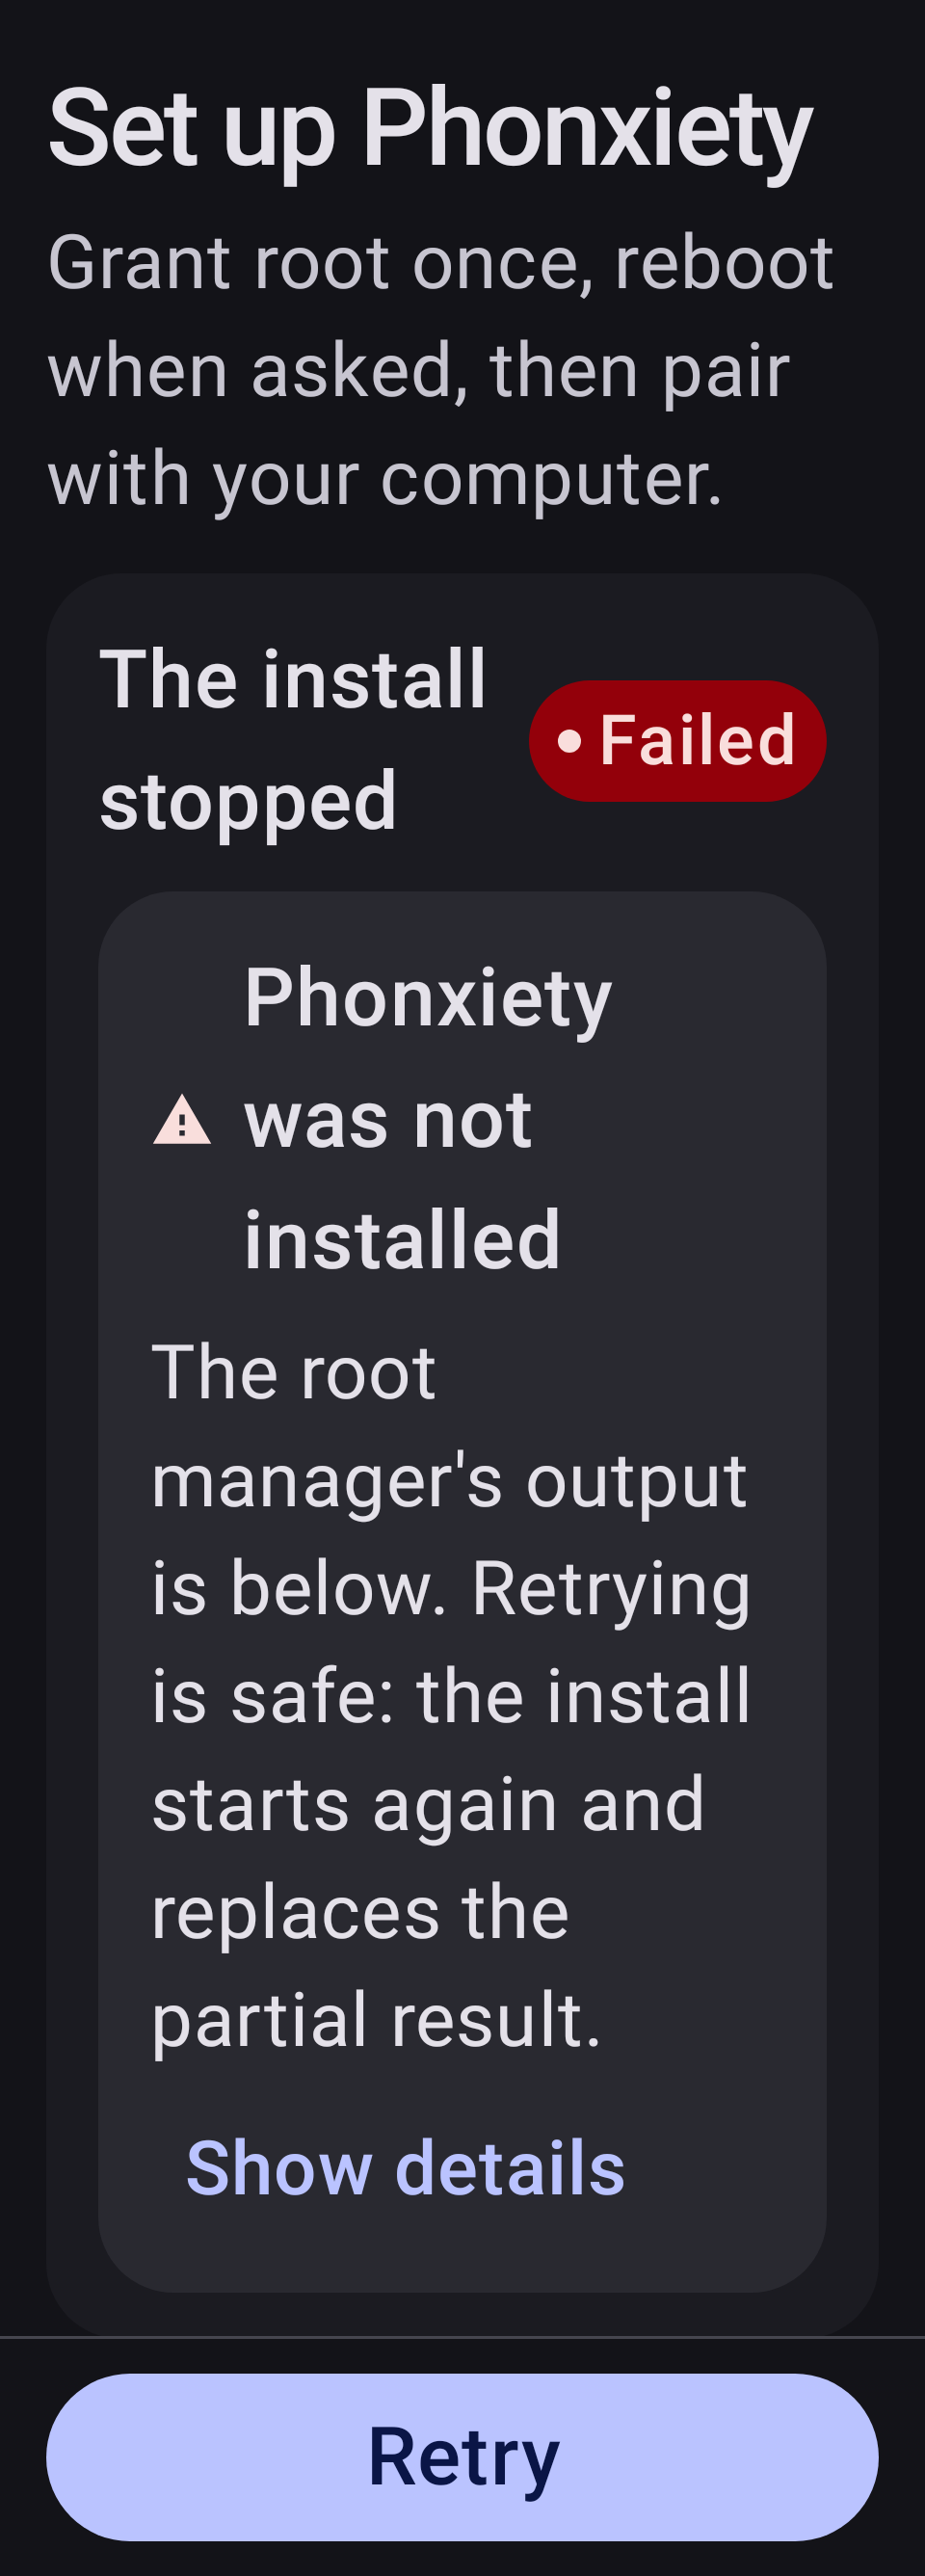 Set up Phonxiety
Grant root once, reboot
when asked, then pair
with your computer.
The install
stopped
Failed
Phonxiety
was not
installed
The root
manager's output
is below. Retrying
is safe: the install
starts again and
replaces the
partial result.
Show details
Retry